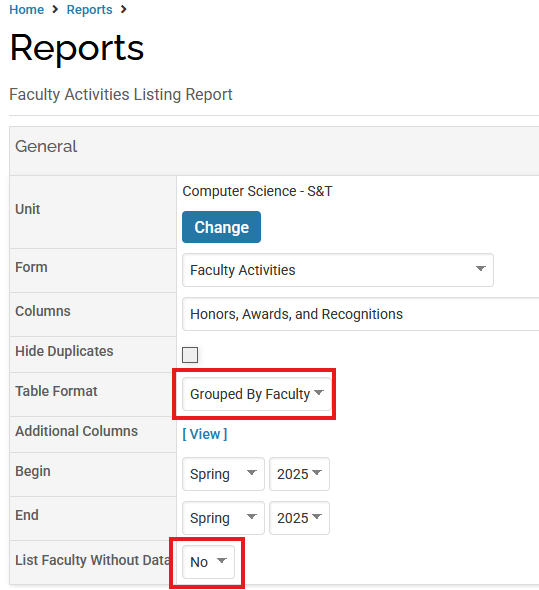 Home > Reports >
Reports
Faculty Activities Listing Report
General
Unit
Computer Science - S&T
Change
Form
Faculty Activities
Columns
Honors, Awards, and Recognitions
Hide Duplicates
Table Format
Grouped By Faculty
Additional Columns
[ View ]
Begin
Spring 2025
End
Spring 2025
List Faculty Without Data
No